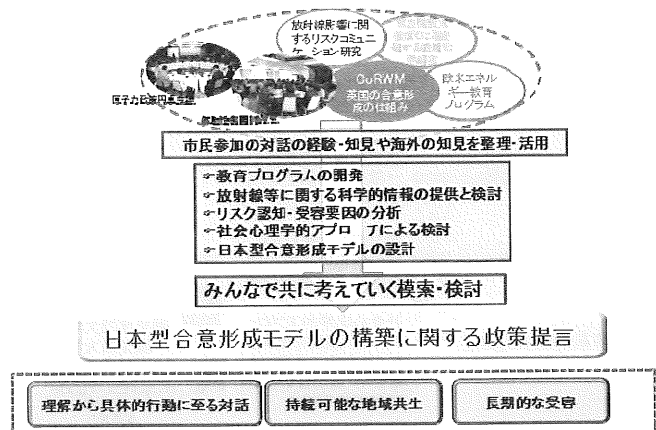 放射線影響に関
するリスクコミュニ
ケーション研究
CoRWM
英国の合意形
成の仕組み
欧米エネル
ギー教育
プログラム
市民参加の対話の経験・知見や海外の知見を整理・活用
☞教育プログラムの開発
☞放射線等に関する科学的情報の提供と検討
☞リスク認知・受容要因の分析
☞社会心理学的アプローチによる検討
☞日本型合意形成モデルの設計
みんなで共に考えていく模索・検討
日本型合意形成モデルの構築に関する政策提言
理解から具体的行動に至る対話
持続可能な地域共生
長期的な受容